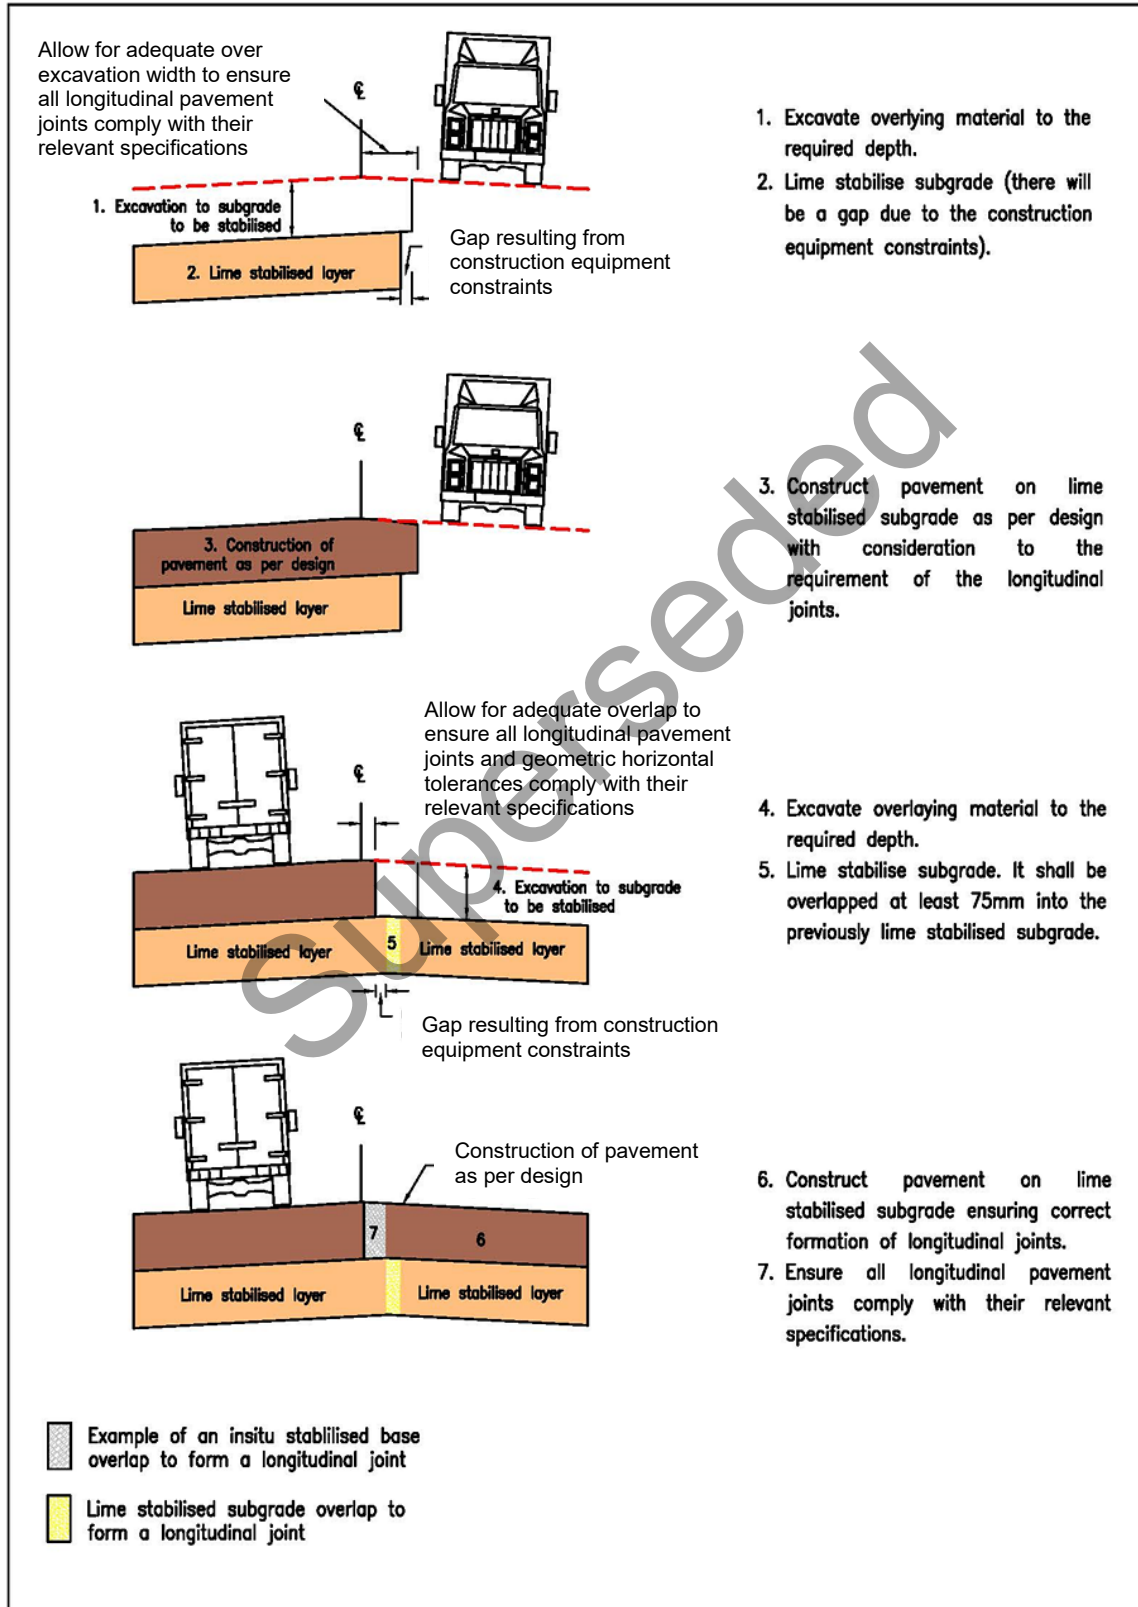 Allow for adequate over
excavation width to ensure
all longitudinal pavement
joints comply with their
relevant specifications
℄
1. Excavation to subgrade
to be stabilised
2. Lime stabilised layer
Gap resulting from
construction equipment
constraints
1. Excavate overlying material to the
required depth.
2. Lime stabilise subgrade (there will
be a gap due to the construction
equipment constraints).
℄
3. Construction of
pavement as per design
Lime stabilised layer
3. Construct pavement on lime
stabilised subgrade as per design
with consideration to the
requirement of the longitudinal
joints.
Allow for adequate overlap to
ensure all longitudinal pavement
joints and geometric horizontal
tolerances comply with their
relevant specifications
℄
4. Excavation to subgrade
to be stabilised
Lime stabilised layer
5
Lime stabilised layer
Gap resulting from construction
equipment constraints
4. Excavate overlaying material to the
required depth.
5. Lime stabilise subgrade. It shall be
overlapped at least 75mm into the
previously lime stabilised subgrade.
℄
Construction of pavement
as per design
7
6
Lime stabilised layer
Lime stabilised layer
6. Construct pavement on lime
stabilised subgrade ensuring correct
formation of longitudinal joints.
7. Ensure all longitudinal pavement
joints comply with their relevant
specifications.
Example of an insitu stablilised base
overlap to form a longitudinal joint
Lime stabilised subgrade overlap to
form a longitudinal joint
Superseded